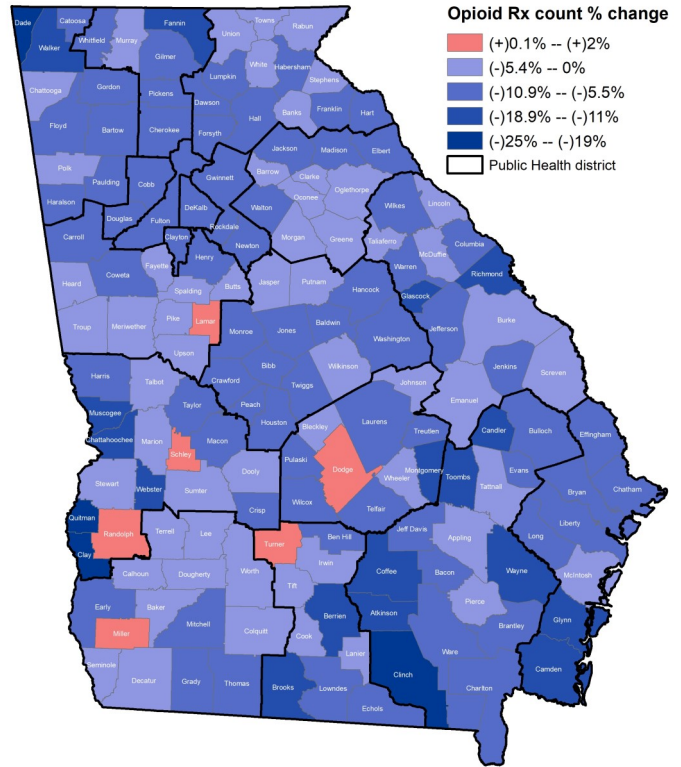 Opioid Rx count % change
(+)0.1% -- (+)2%
(-)5.4% -- 0%
(-)10.9% -- (-)5.5%
(-)18.9% -- (-)11%
(-)25% -- (-)19%
Public Health district
Dade
Catoosa
Fannin
Towns
Rabun
Walker
Whitfield
Murray
Union
Gilmer
White
Habersham
Lumpkin
Stephens
Chattooga
Gordon
Pickens
Dawson
Banks
Franklin
Hart
Floyd
Bartow
Cherokee
Forsyth
Hall
Jackson
Madison
Elbert
Polk
Paulding
Cobb
Gwinnett
Barrow
Clarke
Oconee
Oglethorpe
Haralson
Douglas
Fulton
DeKalb
Walton
Wilkes
Lincoln
Rockdale
Carroll
Clayton
Newton
Morgan
Greene
Taliaferro
McDuffie
Columbia
Fayette
Henry
Coweta
Warren
Richmond
Heard
Spalding
Butts
Jasper
Putnam
Hancock
Glascock
Troup
Meriwether
Pike
Lamar
Monroe
Jones
Baldwin
Washington
Jefferson
Burke
Upson
Bibb
Wilkinson
Jenkins
Screven
Harris
Talbot
Crawford
Twiggs
Johnson
Emanuel
Taylor
Peach
Muscogee
Houston
Laurens
Bleckley
Treutlen
Candler
Bulloch
Effingham
Chattahoochee
Marion
Schley
Macon
Pulaski
Dodge
Montgomery
Toombs
Evans
Stewart
Webster
Sumter
Dooly
Wheeler
Tattnall
Bryan
Chatham
Quitman
Crisp
Wilcox
Telfair
Liberty
Long
Randolph
Terrell
Lee
Turner
Ben Hill
Jeff Davis
Appling
Clay
Calhoun
Dougherty
Worth
Irwin
Tift
Coffee
Bacon
Wayne
McIntosh
Early
Baker
Mitchell
Berrien
Atkinson
Pierce
Miller
Colquitt
Cook
Brantley
Glynn
Seminole
Lanier
Ware
Decatur
Grady
Thomas
Brooks
Lowndes
Clinch
Charlton
Camden
Echols